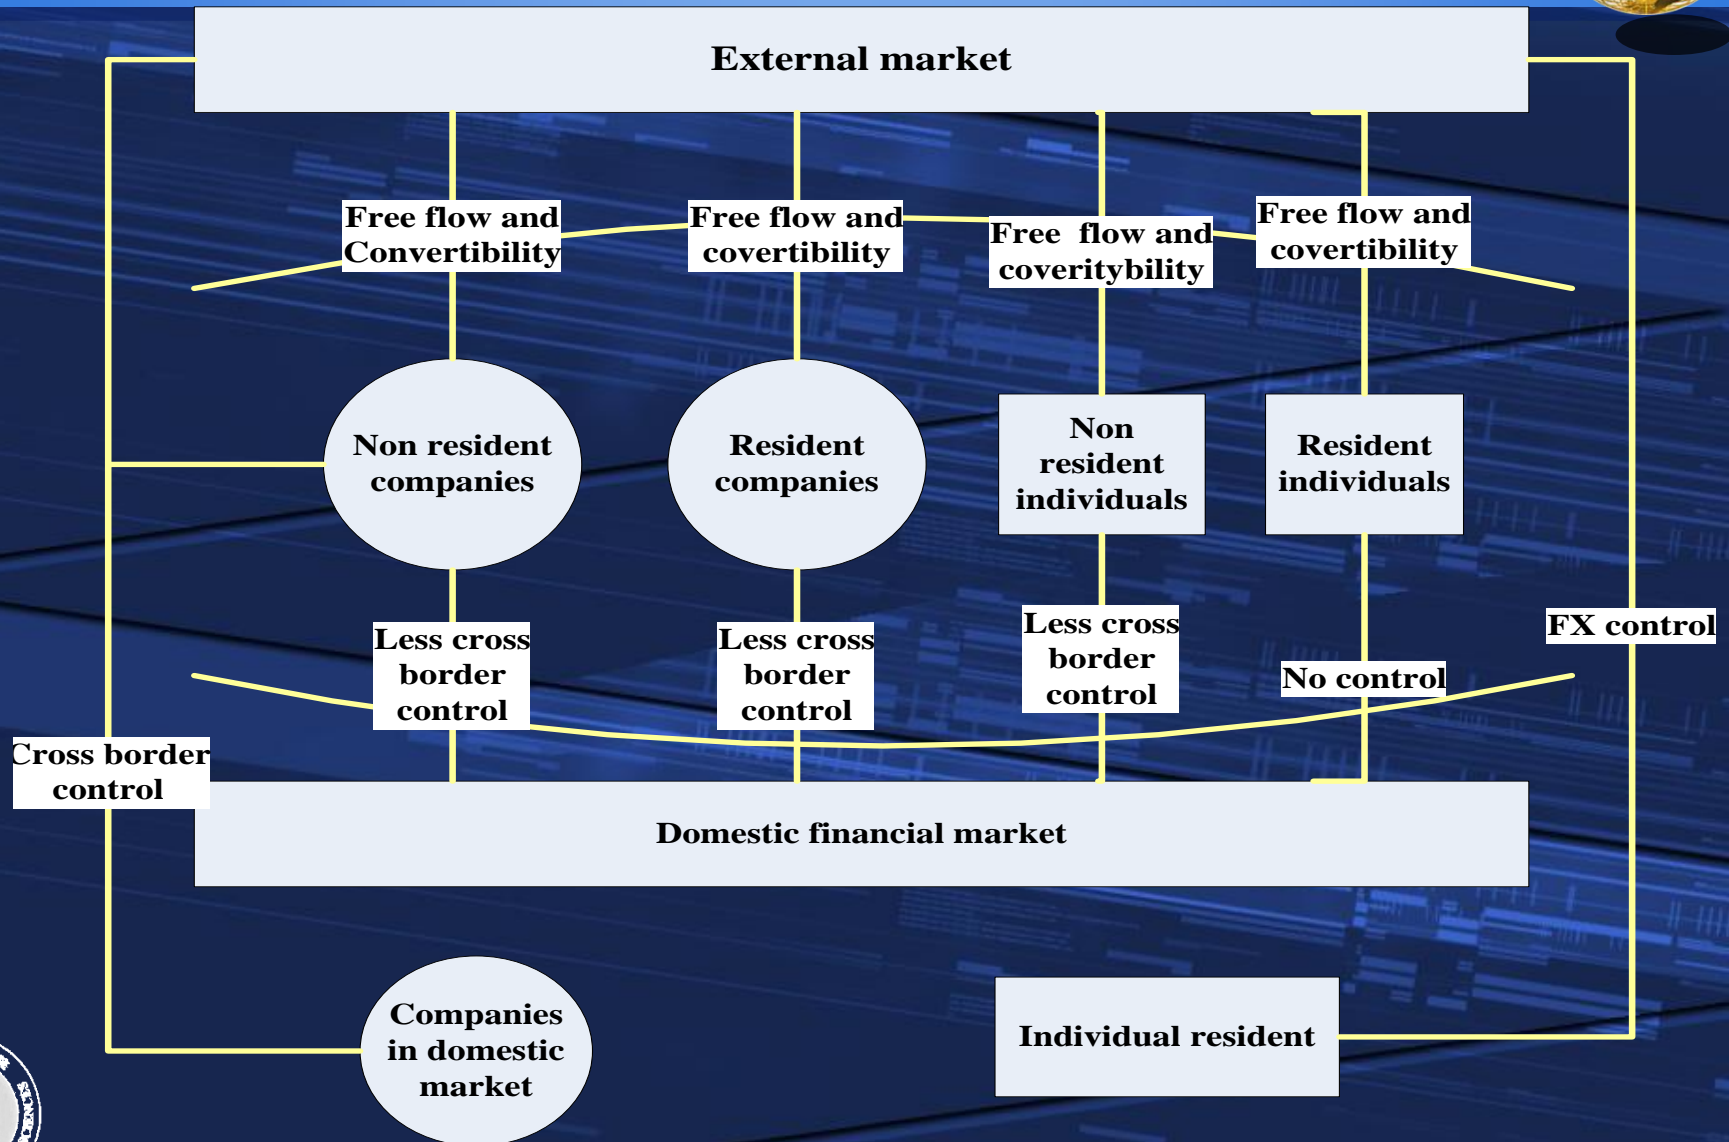 External market
Free flow and
Convertibility
Free flow and
covertibility
Free flow and
coveritybility
Free flow and
covertibility
Non resident
companies
Resident
companies
Non
resident
individuals
Resident
individuals
Less cross
border
control
Less cross
border
control
Less cross
border
control
No control
FX control
Cross border
control
Domestic financial market
Companies
in domestic
market
Individual resident